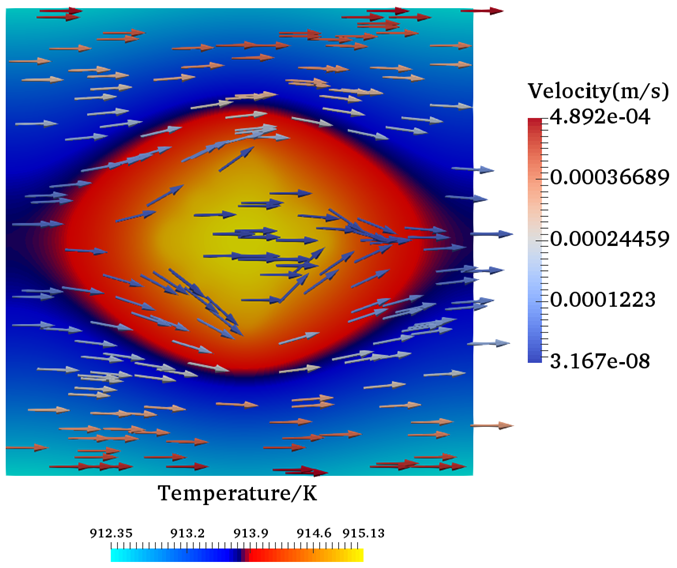 Velocity(m/s)
4.892e-04
0.00036689
0.00024459
0.0001223
3.167e-08
Temperature/K
912.35 913.2 913.9 914.6 915.13